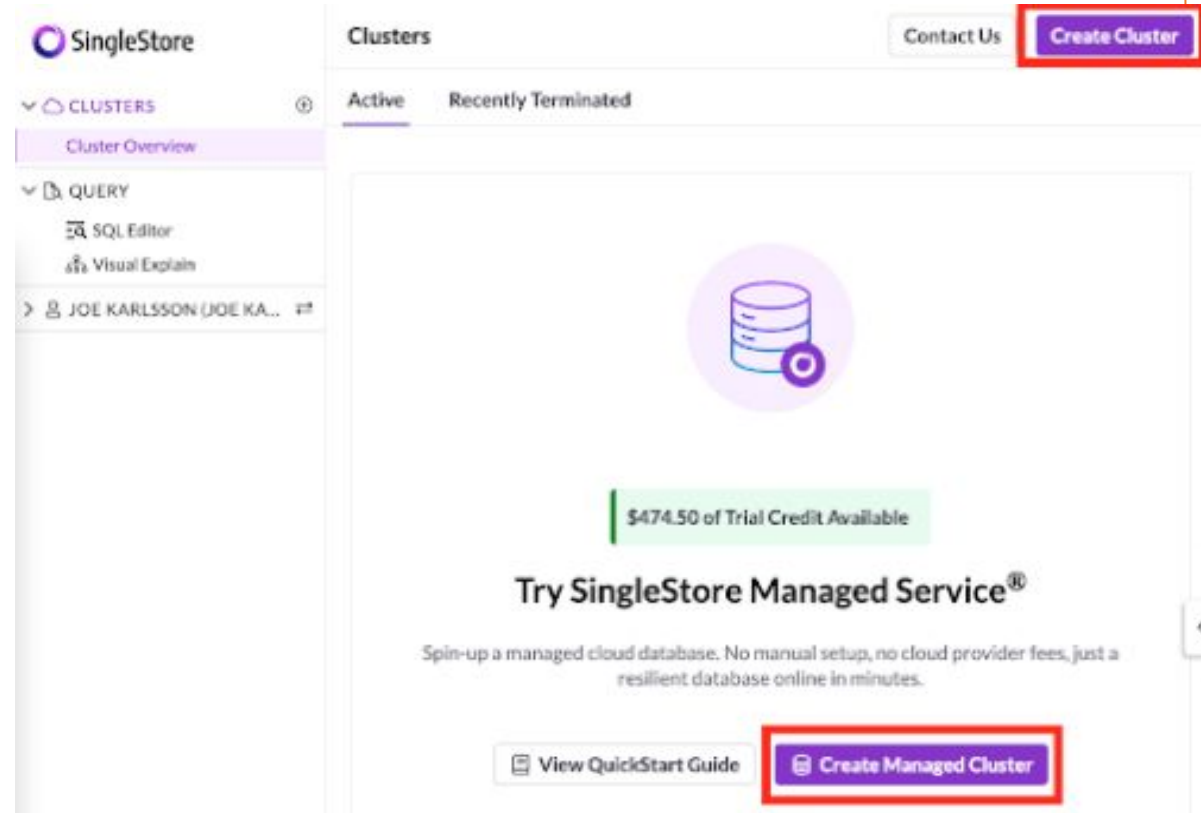 SingleStore
Clusters
Contact Us
Create Cluster
CLUSTERS
Active
Recently Terminated
Cluster Overview
QUERY
SQL Editor
Visual Explain
JOE KARLSSON (JOE KA...
$474.50 of Trial Credit Available
Try SingleStore Managed Service®
Spin-up a managed cloud database. No manual setup, no cloud provider fees, just a
resilient database online in minutes.
View QuickStart Guide
Create Managed Cluster